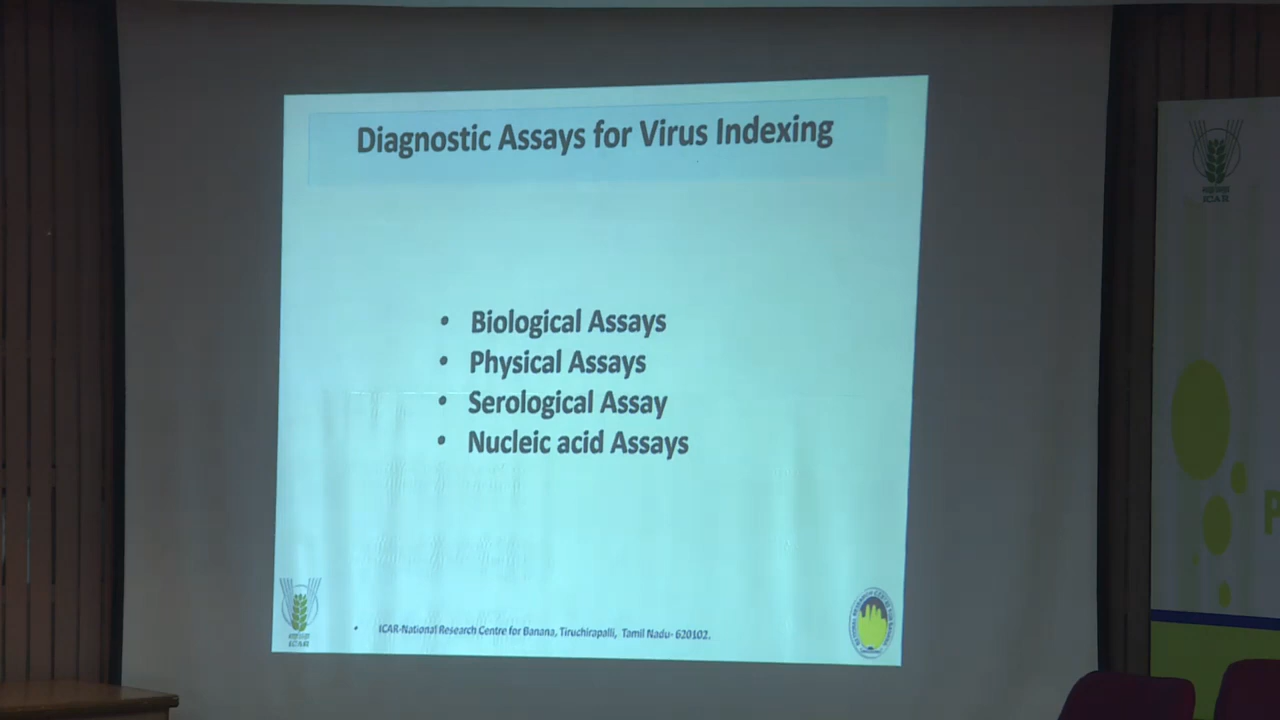 Diagnostic Assays for Virus Indexing
• Biological Assays
• Physical Assays
• Serological Assay
• Nucleic acid Assays
• ICAR-National Research Centre for Banana, Tiruchirapalli, Tamil Nadu- 620102.
ICAR
ICAR
P